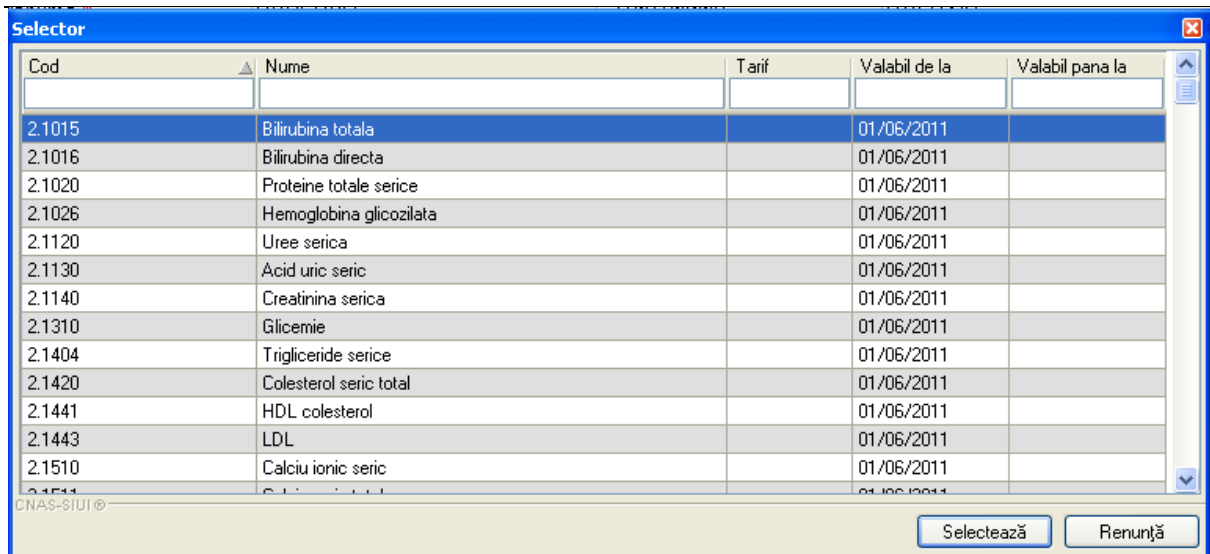 Selector
Cod Nume Tarif Valabil de la Valabil pana la
2.1015 Bilirubina totala 01/06/2011
2.1016 Bilirubina directa 01/06/2011
2.1020 Proteine totale serice 01/06/2011
2.1026 Hemoglobina glicozilata 01/06/2011
2.1120 Uree serica 01/06/2011
2.1130 Acid uric seric 01/06/2011
2.1140 Creatinina serica 01/06/2011
2.1310 Glicemie 01/06/2011
2.1404 Trigliceride serice 01/06/2011
2.1420 Colesterol seric total 01/06/2011
2.1441 HDL colesterol 01/06/2011
2.1443 LDL 01/06/2011
2.1510 Calciu ionic seric 01/06/2011
CNAS-SIUI ®
Selectează Renunţă